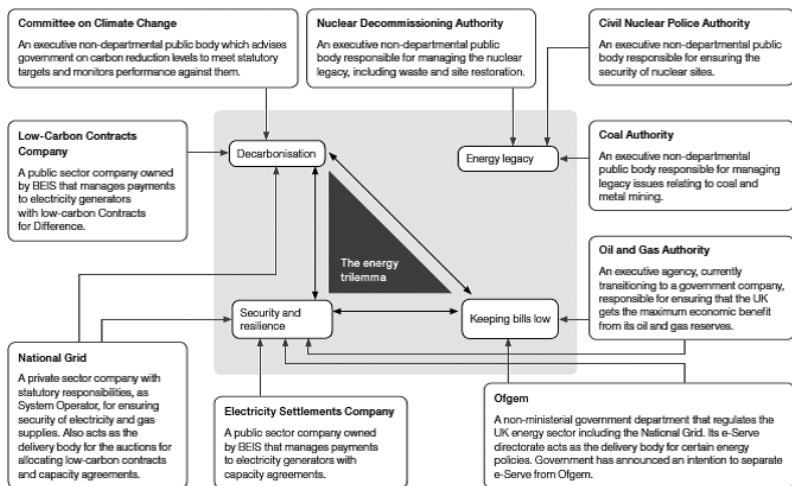 Committee on Climate Change
An executive non-departmental public body which advises
government on carbon reduction levels to meet statutory
targets and monitors performance against them.
Nuclear Decommissioning Authority
An executive non-departmental public
body responsible for managing the nuclear
legacy, including waste and site restoration.
Civil Nuclear Police Authority
An executive non-departmental public
body responsible for ensuring the
security of nuclear sites.
Low-Carbon Contracts
Company
A public sector company owned
by BEIS that manages payments
to electricity generators
with low-carbon Contracts
for Difference.
Decarbonisation
Energy legacy
Coal Authority
An executive non-departmental
public body responsible for managing
legacy issues relating to coal and
metal mining.
The energy
trilemma
Oil and Gas Authority
An executive agency, currently
transitioning to a government company,
responsible for ensuring that the UK
gets the maximum economic benefit
from its oil and gas reserves.
Security and
resilience
Keeping bills low
National Grid
A private sector company with
statutory responsibilities, as
System Operator, for ensuring
security of electricity and gas
supplies. Also acts as the
delivery body for the auctions for
allocating low-carbon contracts
and capacity agreements.
Electricity Settlements Company
A public sector company owned
by BEIS that manages payments
to electricity generators with
capacity agreements.
Ofgem
A non-ministerial government department that regulates the
UK energy sector including the National Grid. Its e-Serve
directorate acts as the delivery body for certain energy
policies. Government has announced an intention to separate
e-Serve from Ofgem.